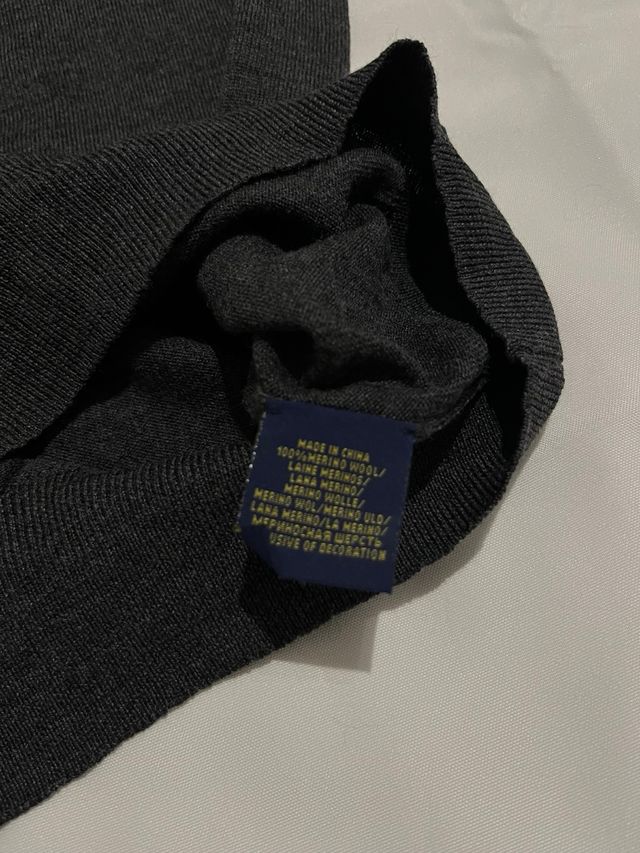 MADE IN CHINA
100% MERINO WOOL/
LAINE MERINOS/
LANA MERINO/
MERINO WOLLE/
MERINO WOL/MERINO ULD/
LANA MERINO/LA MERINO/
МЕРИНОСНАЯ ШЕРСТЬ
USIVE OF DECORATION